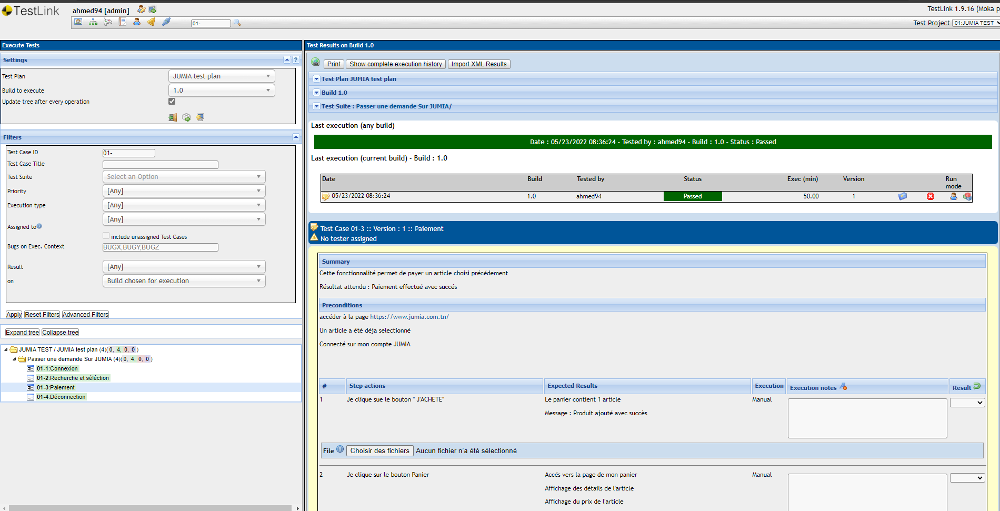 TestLink
ahmed94 [admin]
TestLink 1.9.16 (Moka p
01-
Test Project 01:JUMIA TEST
Execute Tests
Settings
?
Test Plan JUMIA test plan
Build to execute 1.0
Update tree after every operation
Filters
Test Case ID 01-
Test Case Title
Test Suite Select an Option
Priority [Any]
Execution type [Any]
[Any]
Assigned to
include unassigned Test Cases
Bugs on Exec. Context BUGX,BUGY,BUGZ
Result [Any]
on Build chosen for execution
Apply Reset Filters Advanced Filters
Expand tree Collapse tree
JUMIA TEST / JUMIA test plan (4)(0, 4, 0, 0)
Passer une demande Sur JUMIA (4)(0, 4, 0, 0)
01-1:Connexion
01-2:Recherche et séléction
01-3:Paiement
01-4:Déconnection
Test Results on Build 1.0
Print Show complete execution history Import XML Results
Test Plan JUMIA test plan
Build 1.0
Test Suite : Passer une demande Sur JUMIA/
Last execution (any build)
Date : 05/23/2022 08:36:24 - Tested by : ahmed94 - Build : 1.0 - Status : Passed
Last execution (current build) - Build : 1.0
Date Build Tested by Status Exec (min) Version Run mode
05/23/2022 08:36:24 1.0 ahmed94 Passed 50.00 1
Test Case 01-3 :: Version : 1 :: Paiement
No tester assigned
Summary
Cette fonctionnalité permet de payer un article choisi précédement
Résultat attendu : Paiement effectué avec succés
Preconditions
accéder à la page https://www.jumia.com.tn/
Un article a été déja selectionné
Connecté sur mon compte JUMIA
# Step actions Expected Results Execution Execution notes Result
1 Je clique sue le bouton " J'ACHETE" Le panier contient 1 article Manual
Message : Produit ajouté avec succès
File Choisir des fichiers Aucun fichier n'a été sélectionné
2 Je clique sur le bouton Panier Accés vers la page de mon panier Manual
Affichage des détails de l'article
Affichage du prix de l'article